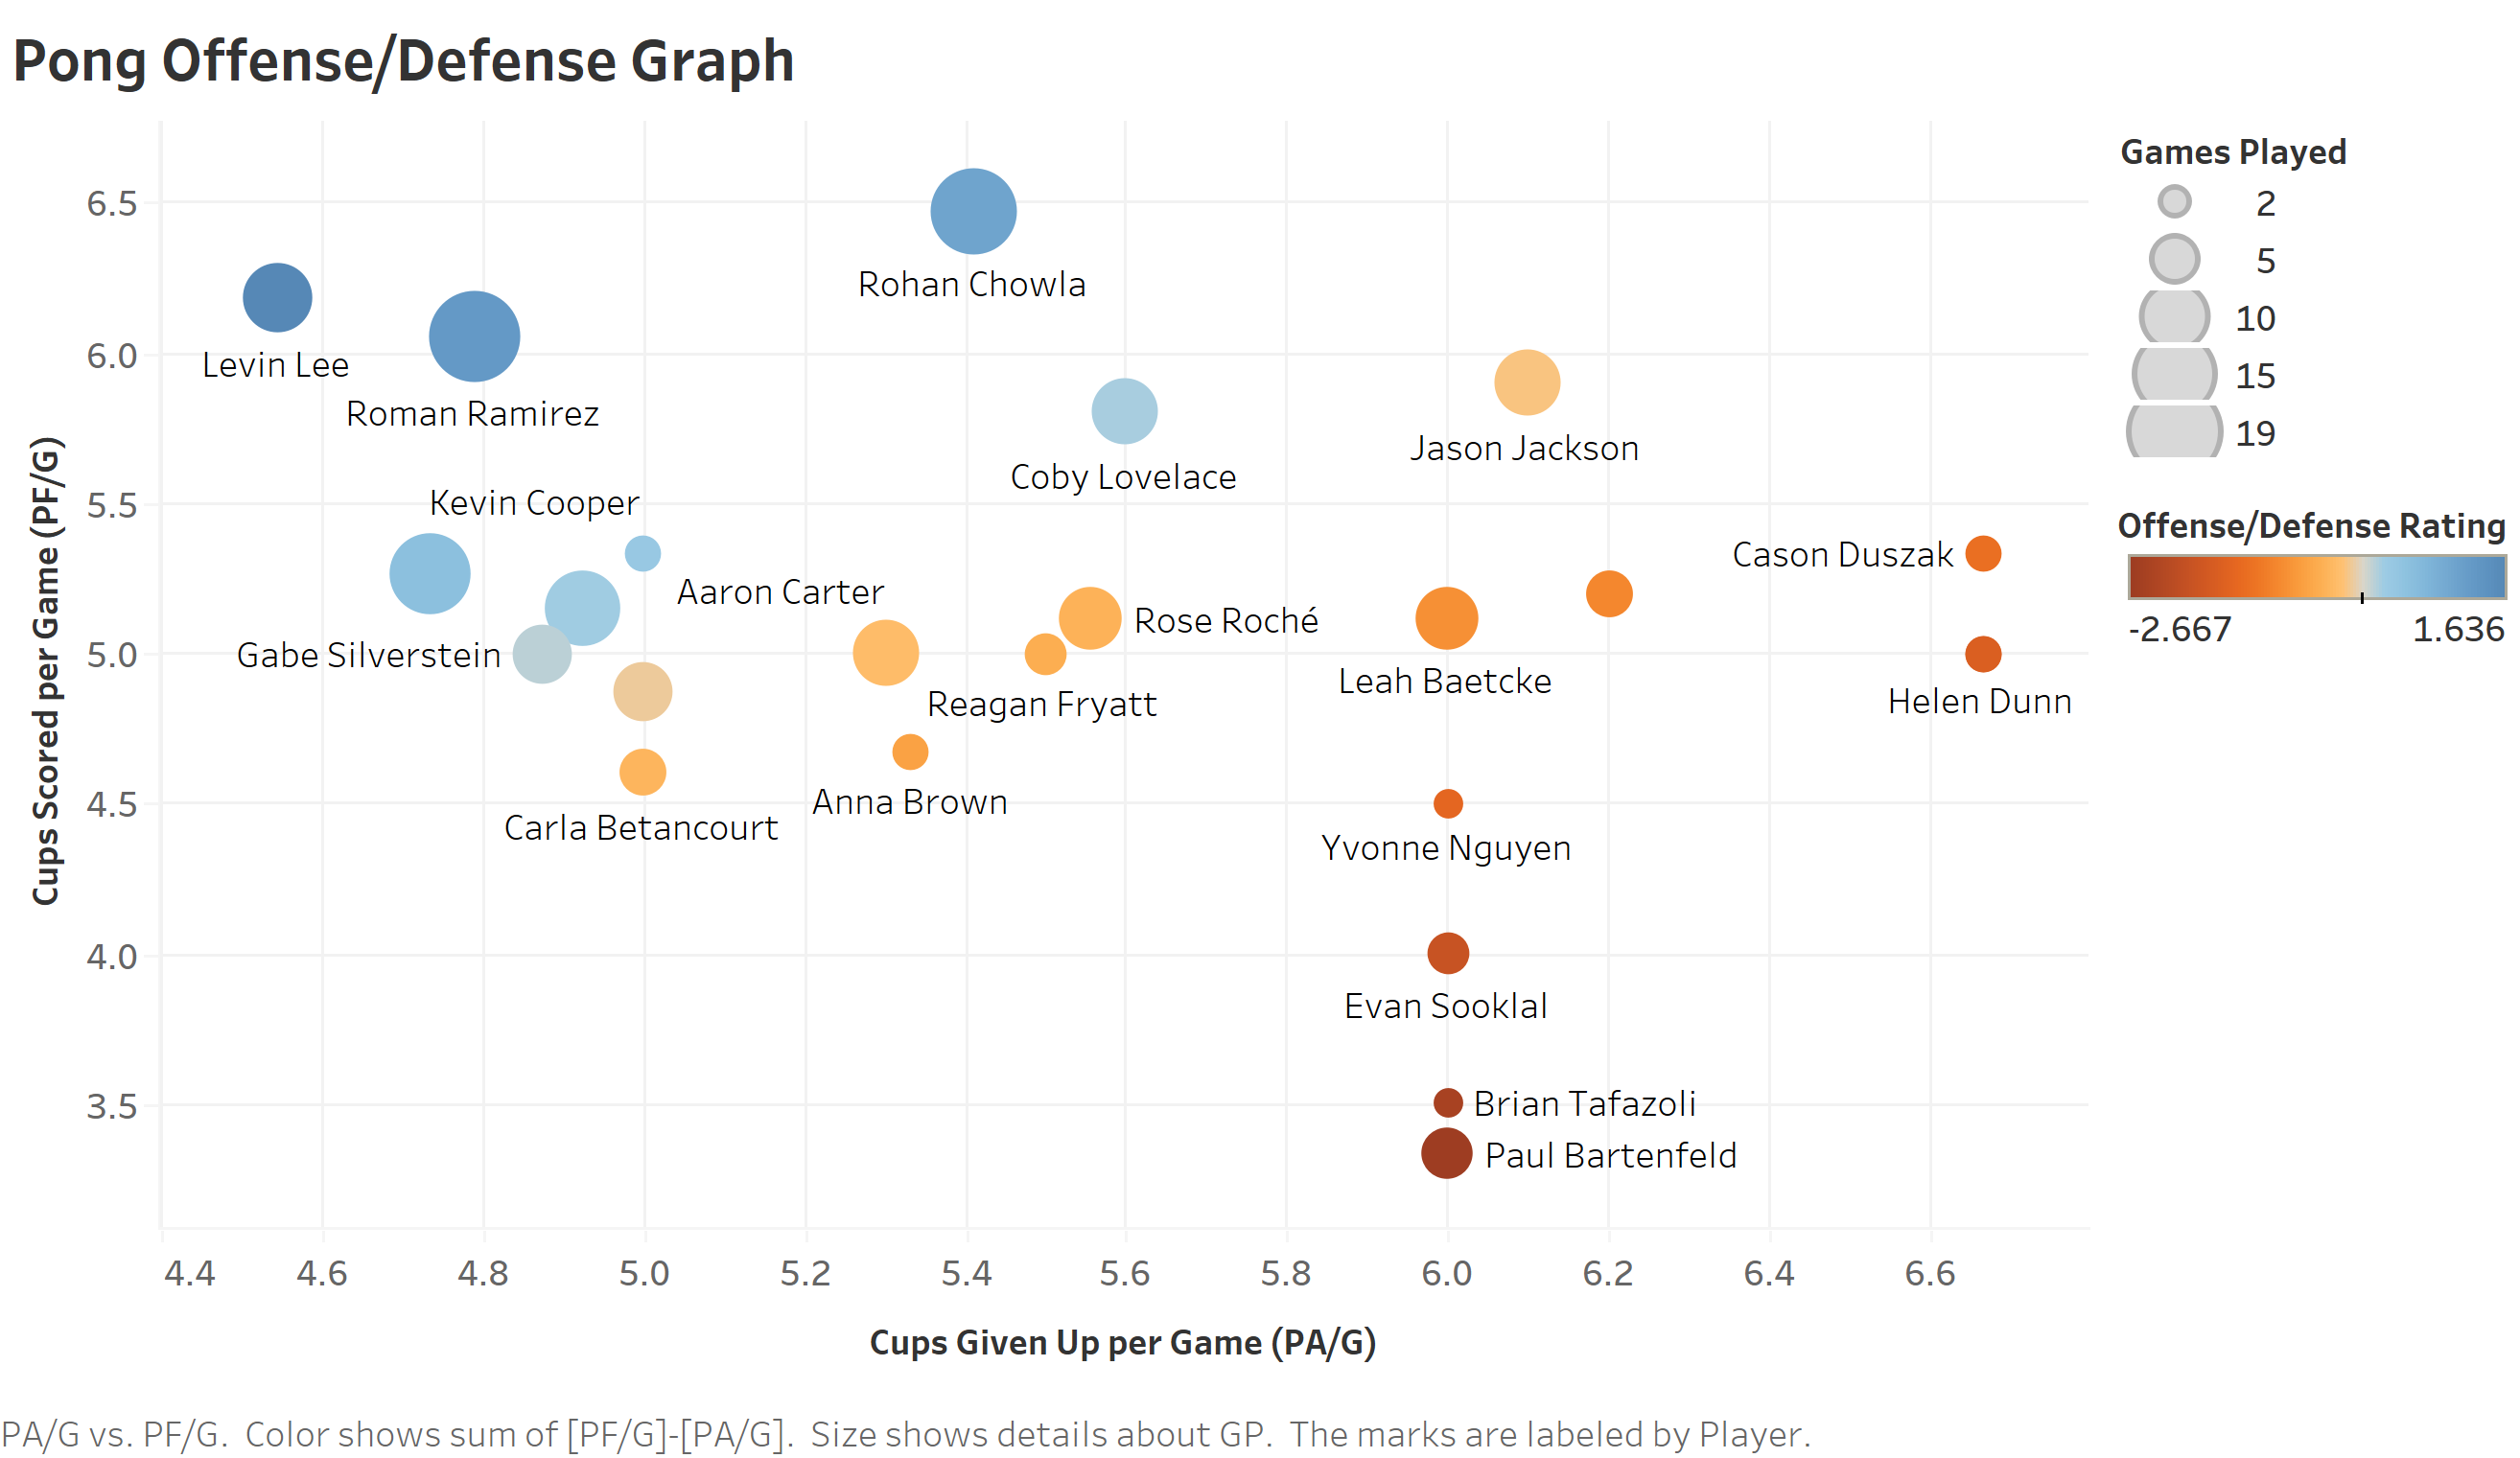 Pong Offense/Defense Graph
Games Played
2
5
10
15
19
Offense/Defense Rating
-2.667 1.636
Cups Scored per Game (PF/G)
6.5
6.0
5.5
5.0
4.5
4.0
3.5
Rohan Chowla
Levin Lee
Roman Ramirez
Jason Jackson
Coby Lovelace
Kevin Cooper
Cason Duszak
Aaron Carter
Rose Roché
Gabe Silverstein
Leah Baetcke
Helen Dunn
Reagan Fryatt
Anna Brown
Carla Betancourt
Yvonne Nguyen
Evan Sooklal
Brian Tafazoli
Paul Bartenfeld
4.4 4.6 4.8 5.0 5.2 5.4 5.6 5.8 6.0 6.2 6.4 6.6
Cups Given Up per Game (PA/G)
PA/G vs. PF/G. Color shows sum of [PF/G]-[PA/G]. Size shows details about GP. The marks are labeled by Player.